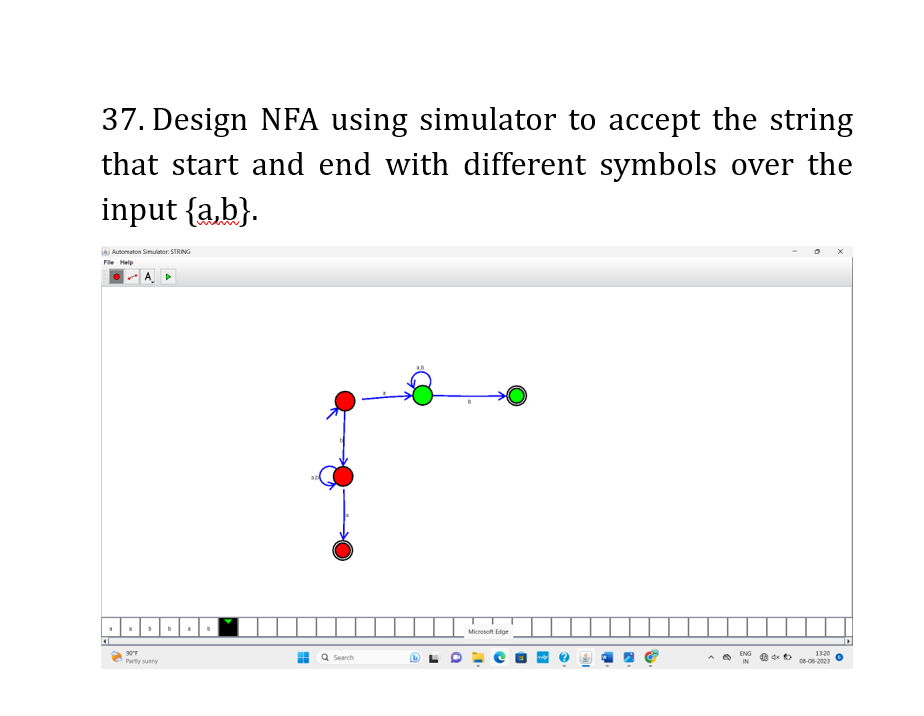 37. Design NFA using simulator to accept the string
that start and end with different symbols over the
input {a,b}.
Automaton Simulator: STRING
File Help
A
a,b
a
b
b
a,b
a
a a b b a b
Microsoft Edge
90°F
Partly sunny
Search
ENG
IN
13:20
08-08-2023